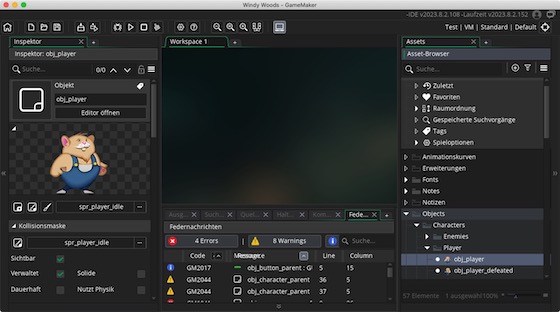 Windy Woods - GameMaker
-IDE v2023.8.2.108 -Laufzeit v2023.8.2.152
Test | VM | Standard | Default
Inspektor
Inspektor: obj_player
Suche...
0/0
Objekt
obj_player
Editor öffnen
spr_player_idle
Kollisionsmaske
spr_player_idle
Sichtbar
Verwaltet
Solide
Dauerhaft
Nutzt Physik
Workspace 1
Ausg...
Such...
Quel...
Halt...
Kom...
Fede...
Federnachrichten
4 Errors
8 Warnings
Suche...
Code
Message
Line
Column
GM2017
obj_button_parent : G
5
15
GM2044
obj_character_parent
36
5
GM2044
obj_character_parent
37
5
Assets
Asset-Browser
Suche...
Zuletzt
Favoriten
Raumordnung
Gespeicherte Suchvorgänge
Tags
Spieloptionen
Animationskurven
Erweiterungen
Fonts
Notes
Notizen
Objects
Characters
Enemies
Player
obj_player
obj_player_defeated
57 Elemente
1 ausgewählt
100%